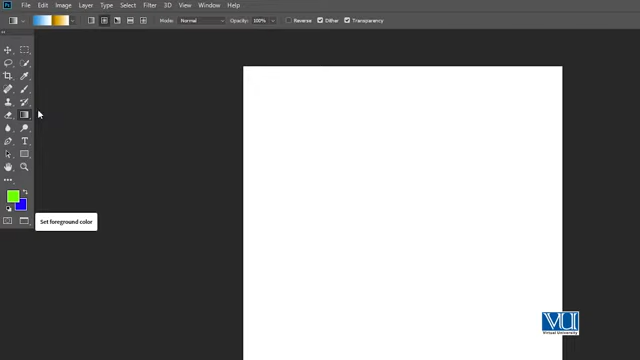 Ps File Edit Image Layer Type Select Filter 3D View Window Help
Mode: Normal Opacity: 100% Reverse Dither Transparency
Set foreground color
VU
Virtual University